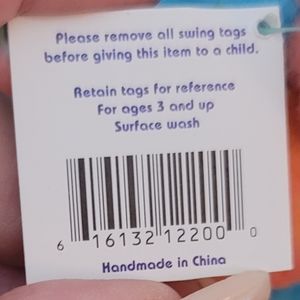 Please remove all swing tags
before giving this item to a child.
Retain tags for reference
For ages 3 and up
Surface wash
6 16132 12200 0
Handmade in China